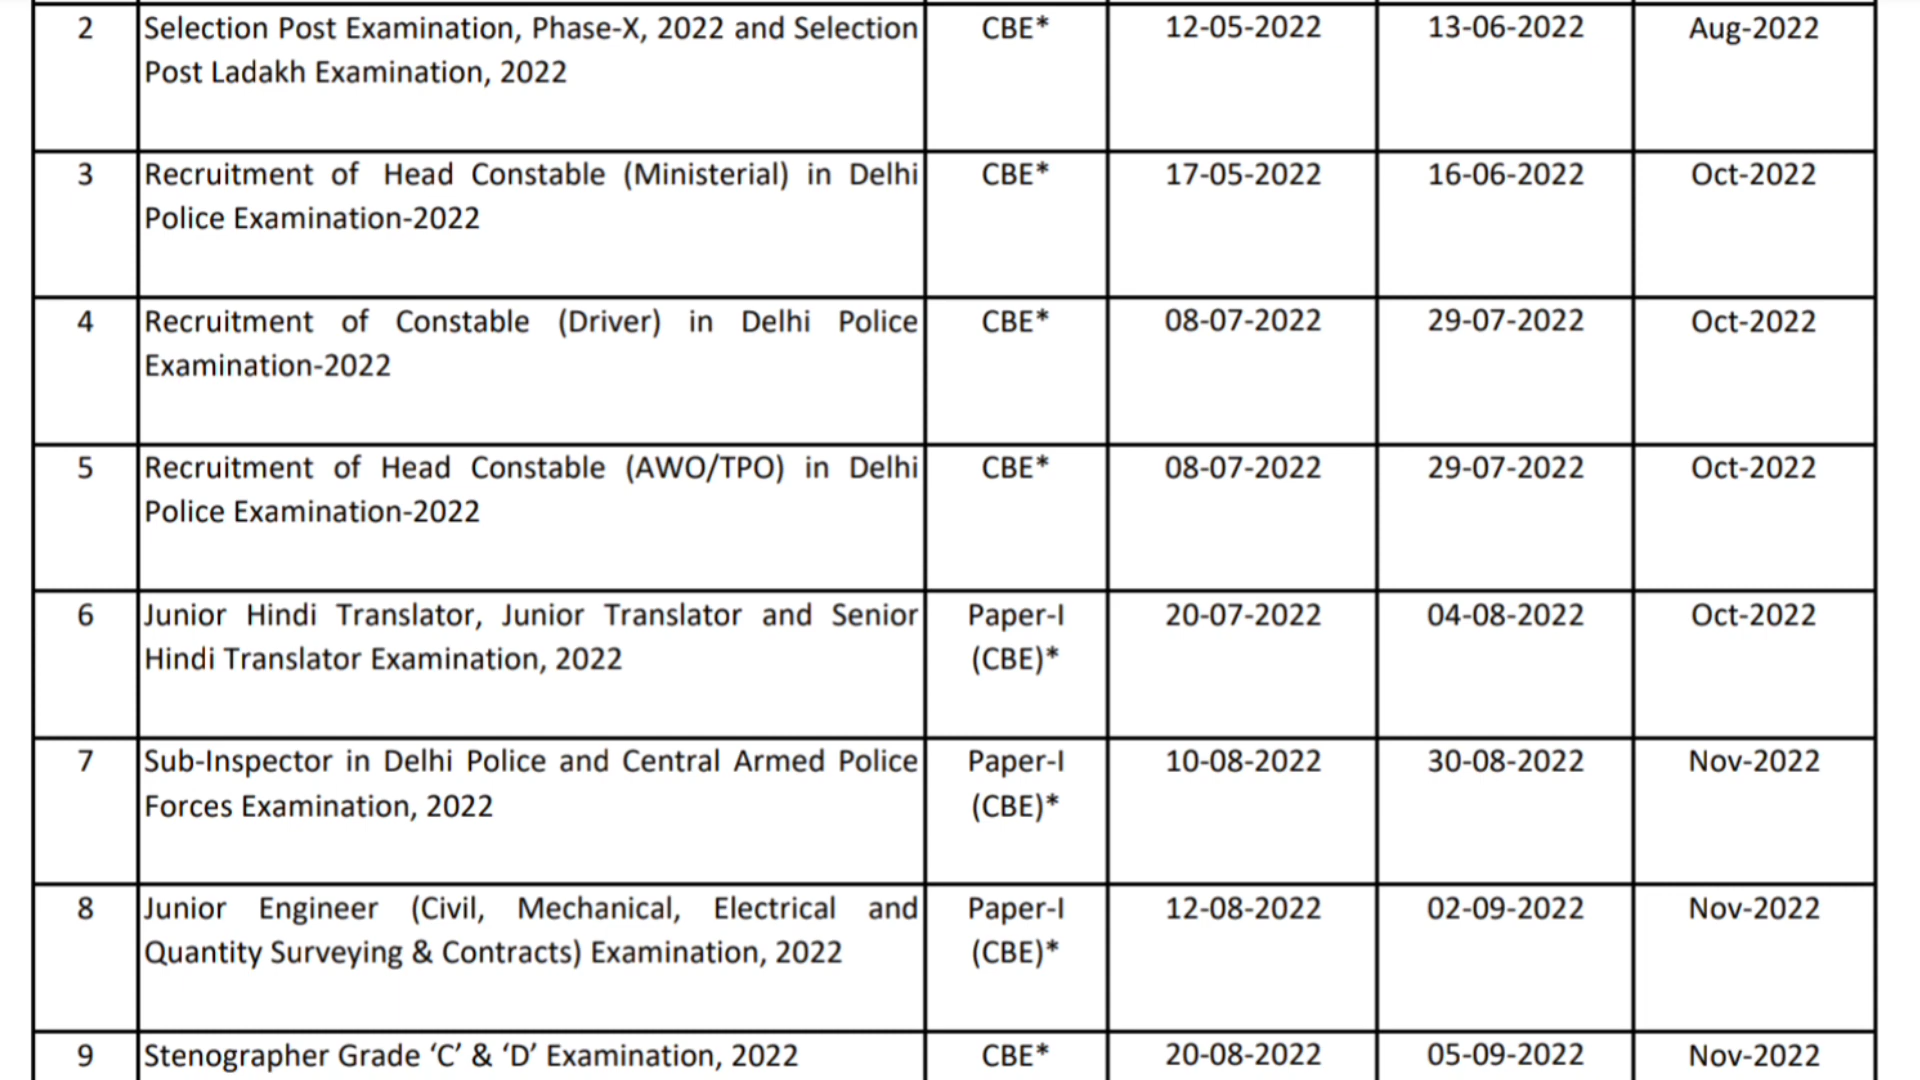 2 Selection Post Examination, Phase-X, 2022 and Selection CBE* 12-05-2022 13-06-2022 Aug-2022
Post Ladakh Examination, 2022
3 Recruitment of Head Constable (Ministerial) in Delhi CBE* 17-05-2022 16-06-2022 Oct-2022
Police Examination-2022
4 Recruitment of Constable (Driver) in Delhi Police CBE* 08-07-2022 29-07-2022 Oct-2022
Examination-2022
5 Recruitment of Head Constable (AWO/TPO) in Delhi CBE* 08-07-2022 29-07-2022 Oct-2022
Police Examination-2022
6 Junior Hindi Translator, Junior Translator and Senior Paper-I 20-07-2022 04-08-2022 Oct-2022
Hindi Translator Examination, 2022 (CBE)*
7 Sub-Inspector in Delhi Police and Central Armed Police Paper-I 10-08-2022 30-08-2022 Nov-2022
Forces Examination, 2022 (CBE)*
8 Junior Engineer (Civil, Mechanical, Electrical and Paper-I 12-08-2022 02-09-2022 Nov-2022
Quantity Surveying & Contracts) Examination, 2022 (CBE)*
9 Stenographer Grade ‘C’ & ‘D’ Examination, 2022 CBE* 20-08-2022 05-09-2022 Nov-2022